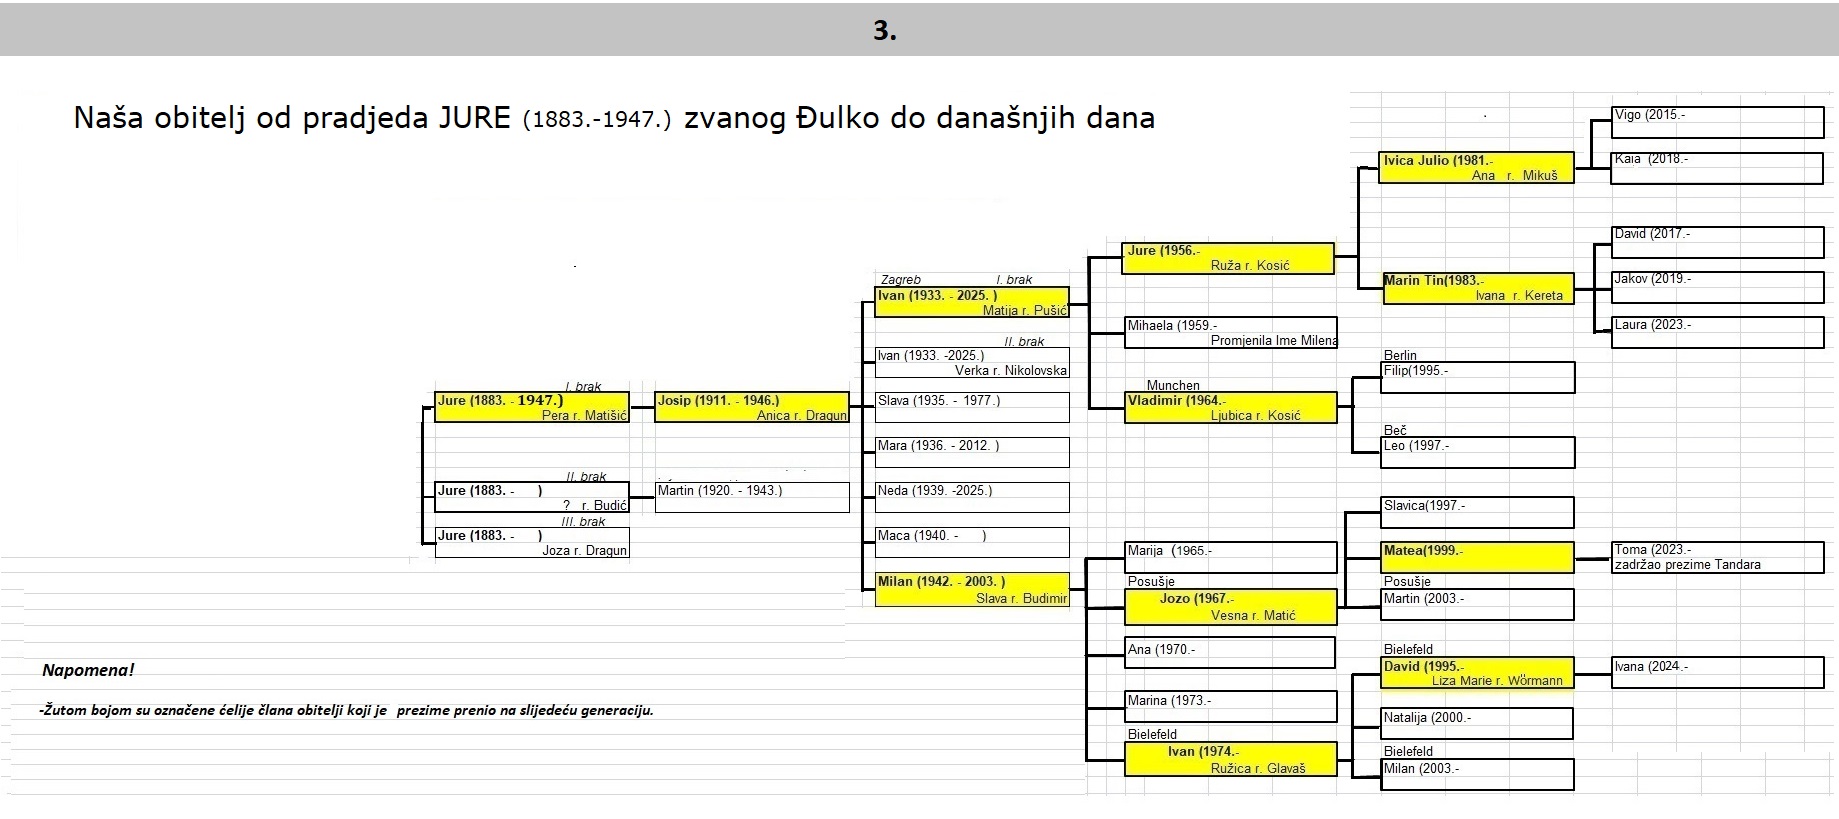 3.
Naša obitelj od pradjeda JURE (1883.-1947.) zvanog Đulko do današnjih dana
I. brak
Jure (1883. - 1947.)
Pera r. Matišić
II. brak
Jure (1883. - )
? r. Budić
III. brak
Jure (1883. - )
Joza r. Dragun
Josip (1911. - 1946.)
Anica r. Dragun
Martin (1920. - 1943.)
Zagreb I. brak
Ivan (1933. - 2025. )
Matija r. Pušić
II. brak
Ivan (1933. -2025.)
Verka r. Nikolovska
Slava (1935. - 1977.)
Mara (1936. - 2012. )
Neda (1939. -2025.)
Maca (1940. - )
Milan (1942. - 2003. )
Slava r. Budimir
Jure (1956.-
Ruža r. Kosić
Mihaela (1959.-
Promjenila Ime Milena
Munchen
Vladimir (1964.-
Ljubica r. Kosić
Marija (1965.-
Posušje
Jozo (1967.-
Vesna r. Matić
Ana (1970.-
Marina (1973.-
Bielefeld
Ivan (1974.-
Ružica r. Glavaš
Ivica Julio (1981.-
Ana r. Mikuš
Marin Tin(1983.-
Ivana r. Kereta
Berlin
Filip(1995.-
Beč
Leo (1997.-
Slavica(1997.-
Matea(1999.-
Posušje
Martin (2003.-
Bielefeld
David (1995.-
Liza Marie r. Wörmann
Natalija (2000.-
Bielefeld
Milan (2003.-
Vigo (2015.-
Kaia (2018.-
David (2017.-
Jakov (2019.-
Laura (2023.-
Toma (2023.-
zadržao prezime Tandara
Ivana (2024.-
Napomena!
-Žutom bojom su označene ćelije člana obitelji koji je prezime prenio na slijedeću generaciju.